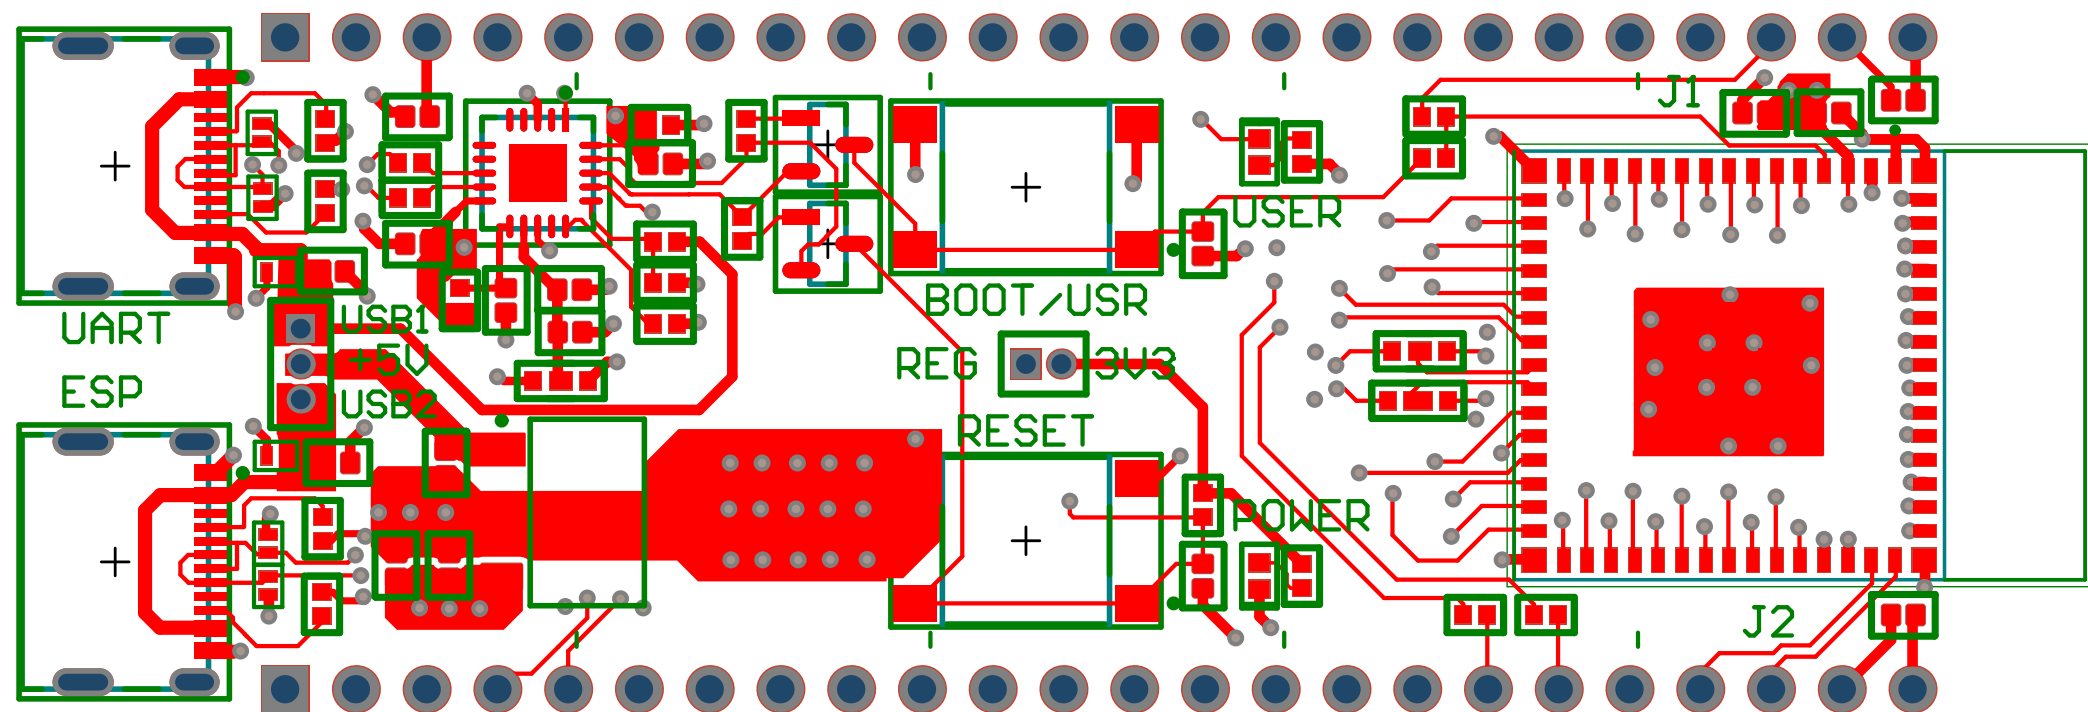 J1
USER
BOOT/USR
UART
USB1
+5V
REG
3V3
ESP
USB2
RESET
POWER
J2